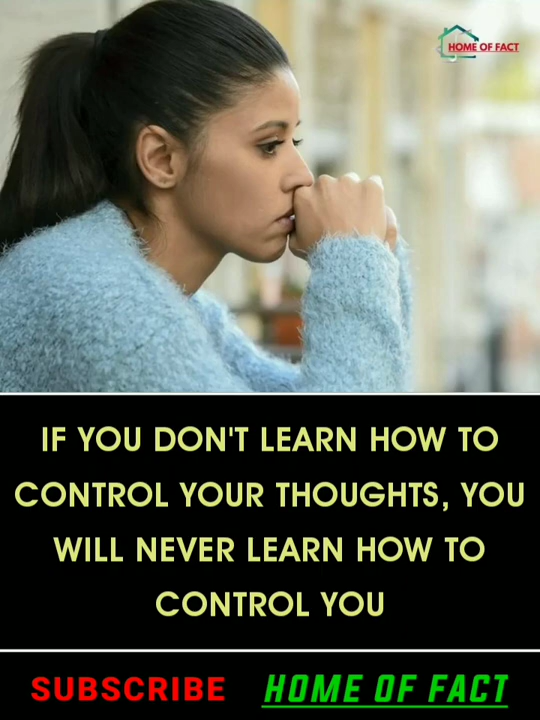 HOME OF FACT
IF YOU DON'T LEARN HOW TO
CONTROL YOUR THOUGHTS, YOU
WILL NEVER LEARN HOW TO
CONTROL YOU
SUBSCRIBE HOME OF FACT